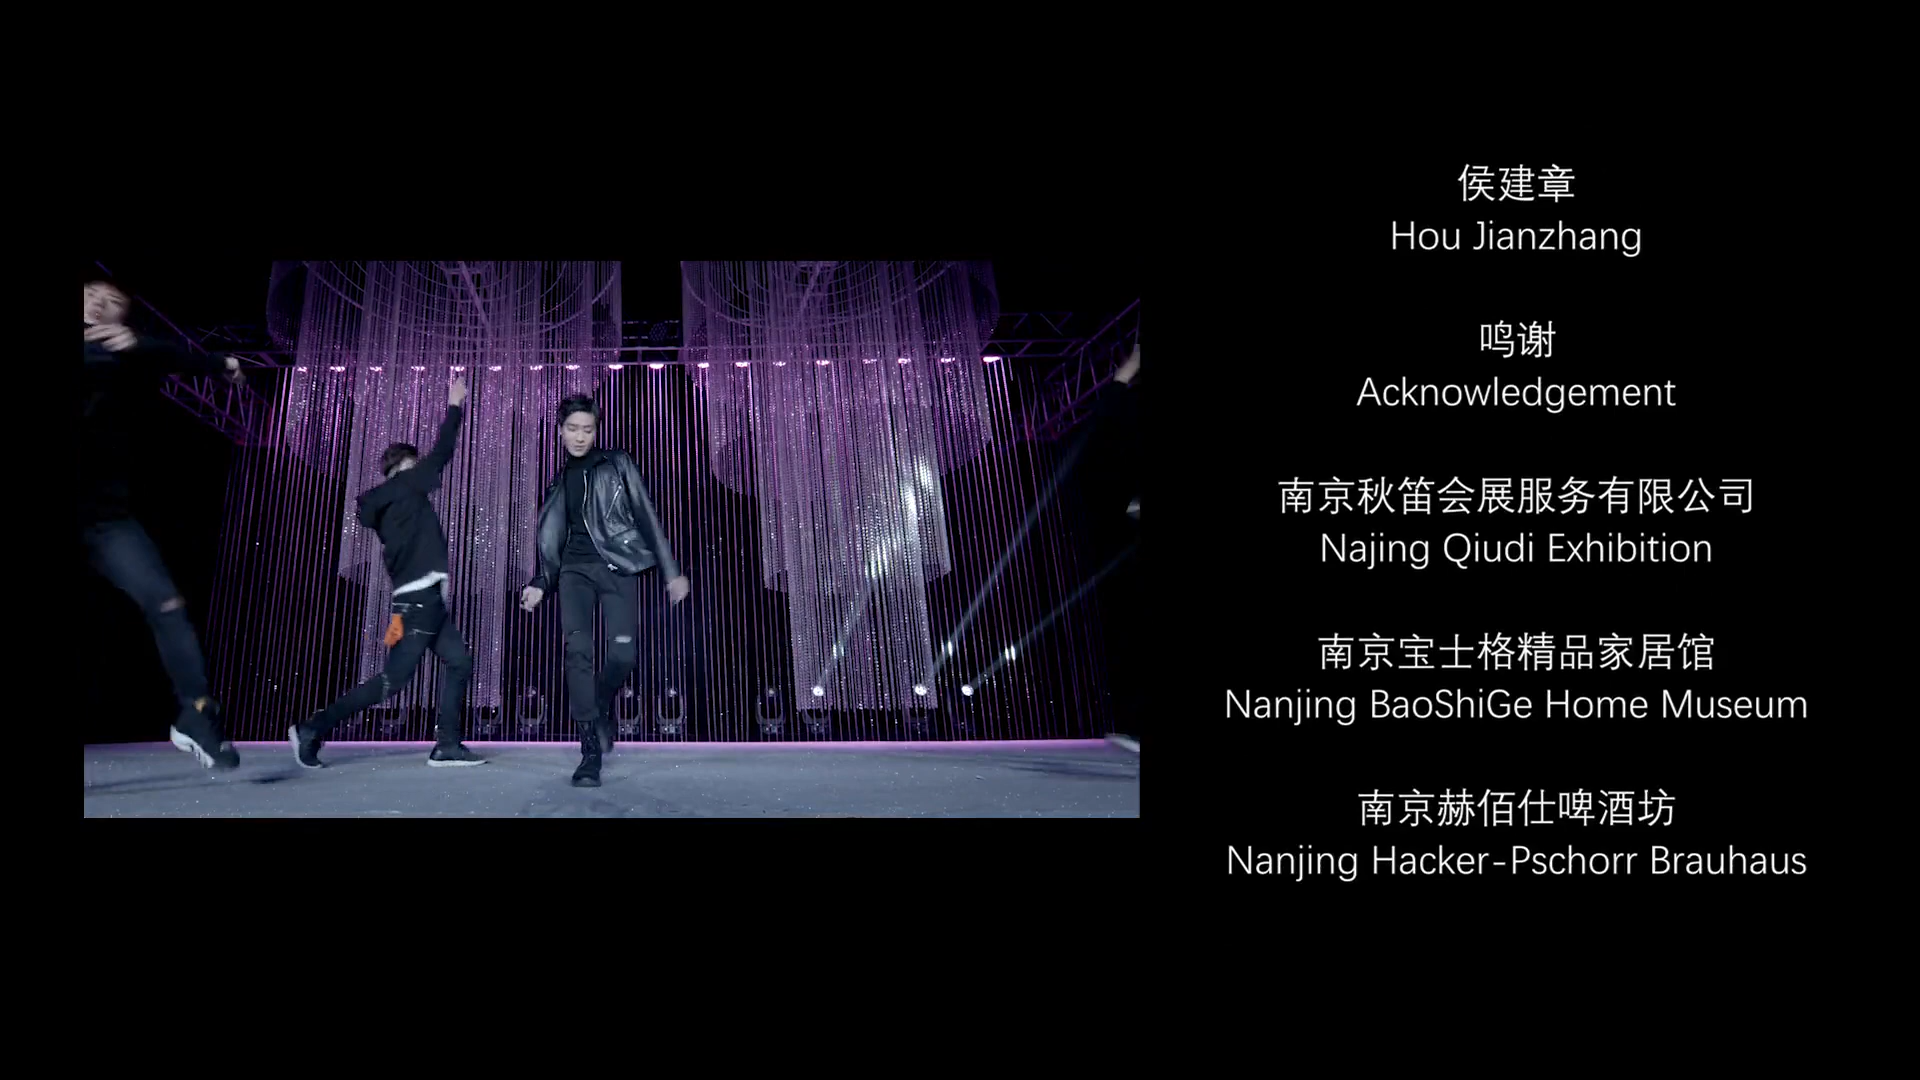 侯建章
Hou Jianzhang
鸣谢
Acknowledgement
南京秋笛会展服务有限公司
Najing Qiudi Exhibition
南京宝士格精品家居馆
Nanjing BaoShiGe Home Museum
南京赫佰仕啤酒坊
Nanjing Hacker-Pschorr Brauhaus